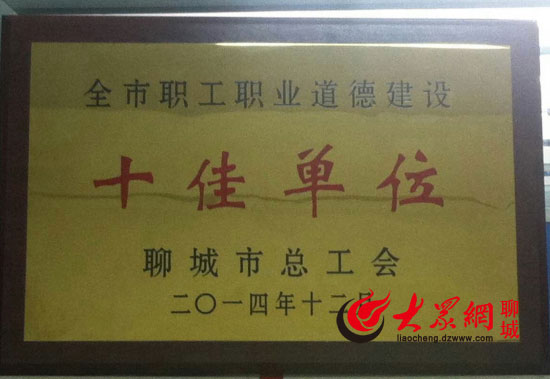 全市职工职业道德建设
十佳单位
聊城市总工会
二〇一四年十二月
大眾網
聊城
liaocheng.dzwww.com